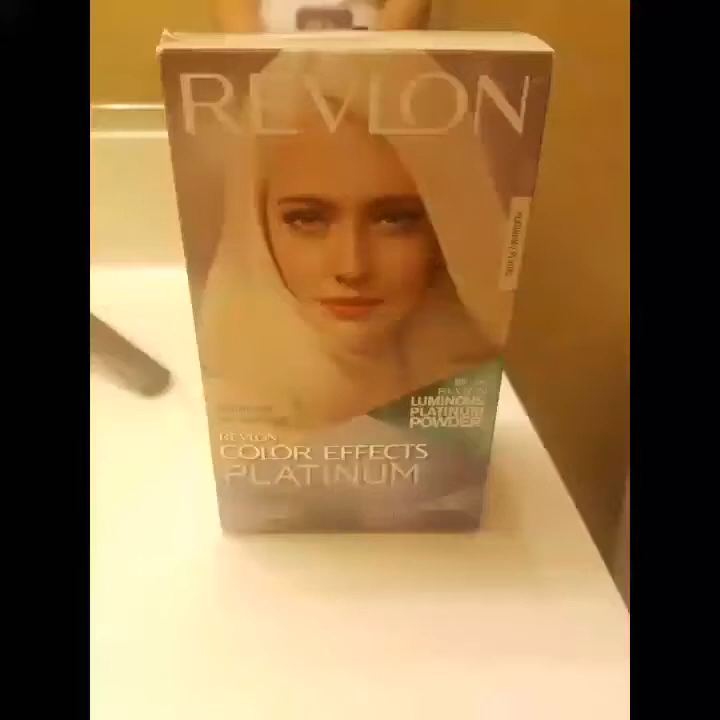 REVLON
REVLON
LUMINOUS
PLATINUM
POWDER
REVLON
COLOR EFFECTS
PLATINUM